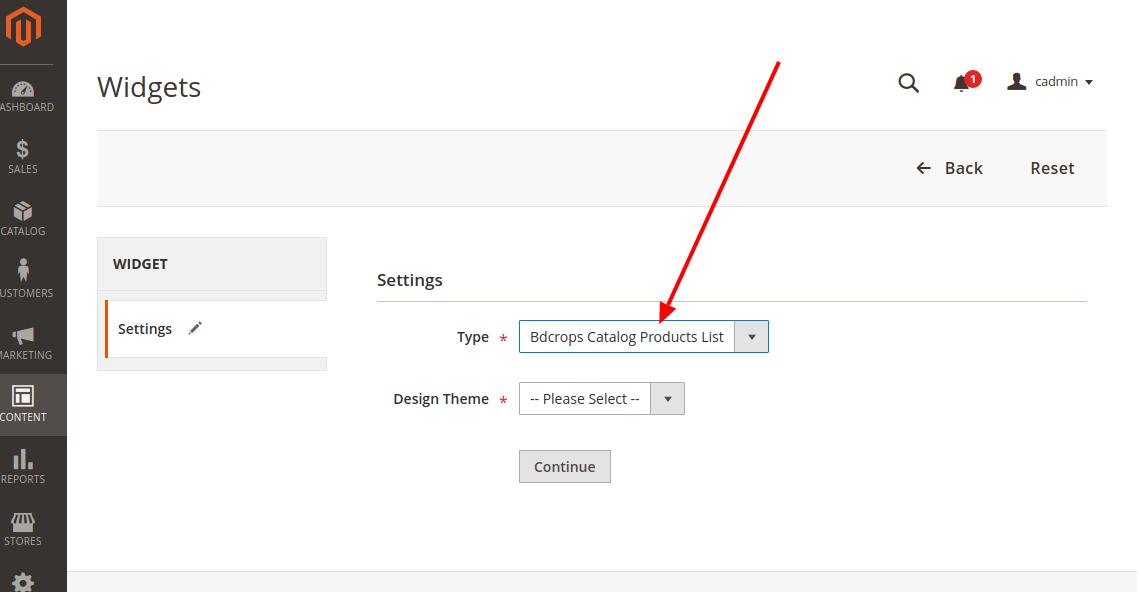 Widgets
1
cadmin
Back
Reset
ASHBOARD
SALES
CATALOG
USTOMERS
MARKETING
CONTENT
REPORTS
STORES
WIDGET
Settings
Settings
Type *
Bdcrops Catalog Products List
Design Theme *
-- Please Select --
Continue